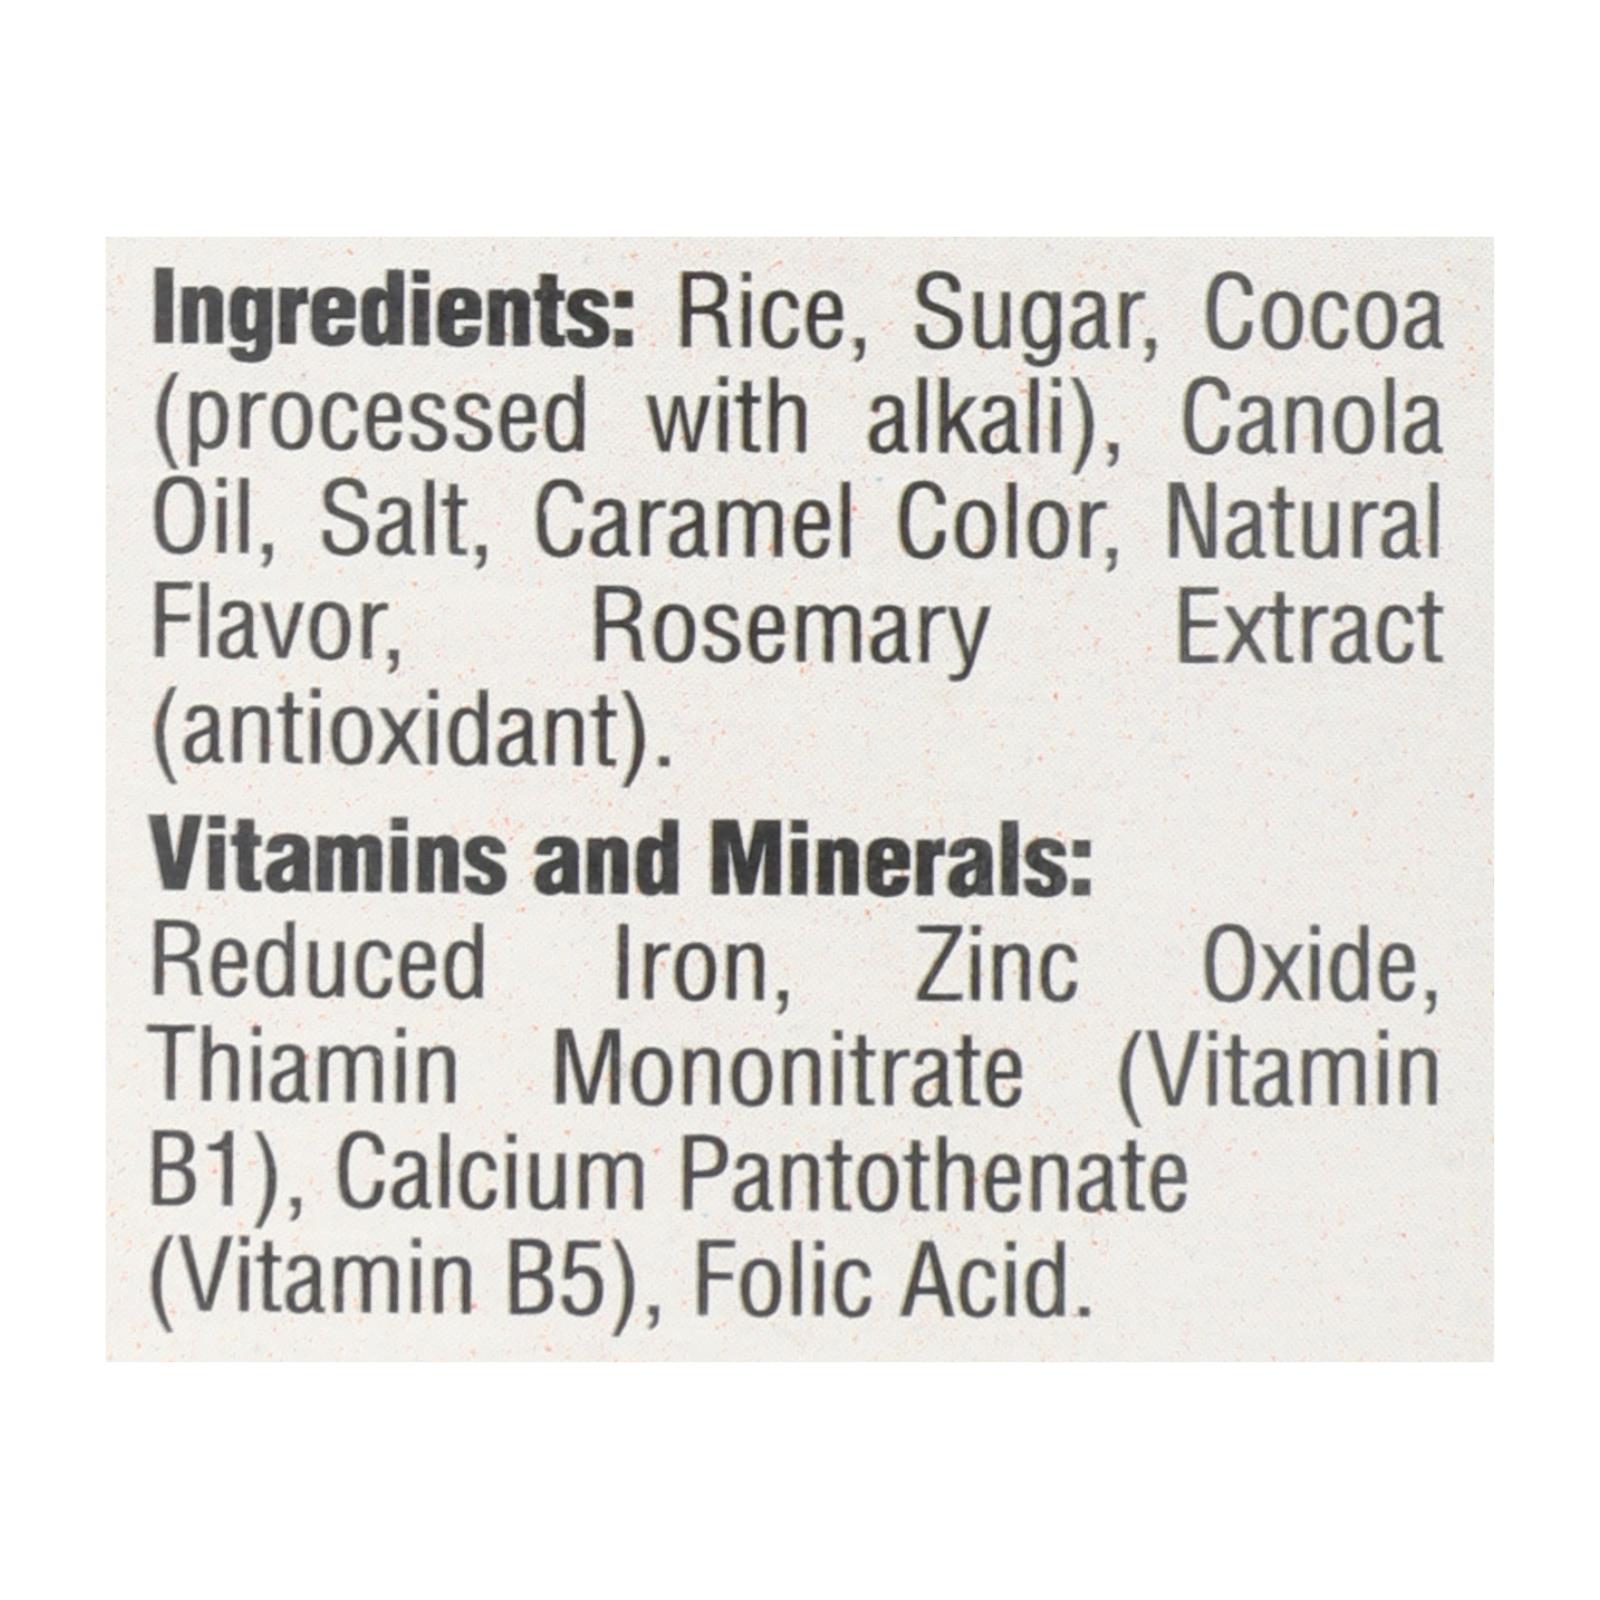 Ingredients: Rice, Sugar, Cocoa
(processed with alkali), Canola
Oil, Salt, Caramel Color, Natural
Flavor, Rosemary Extract
(antioxidant).
Vitamins and Minerals:
Reduced Iron, Zinc Oxide,
Thiamin Mononitrate (Vitamin
B1), Calcium Pantothenate
(Vitamin B5), Folic Acid.